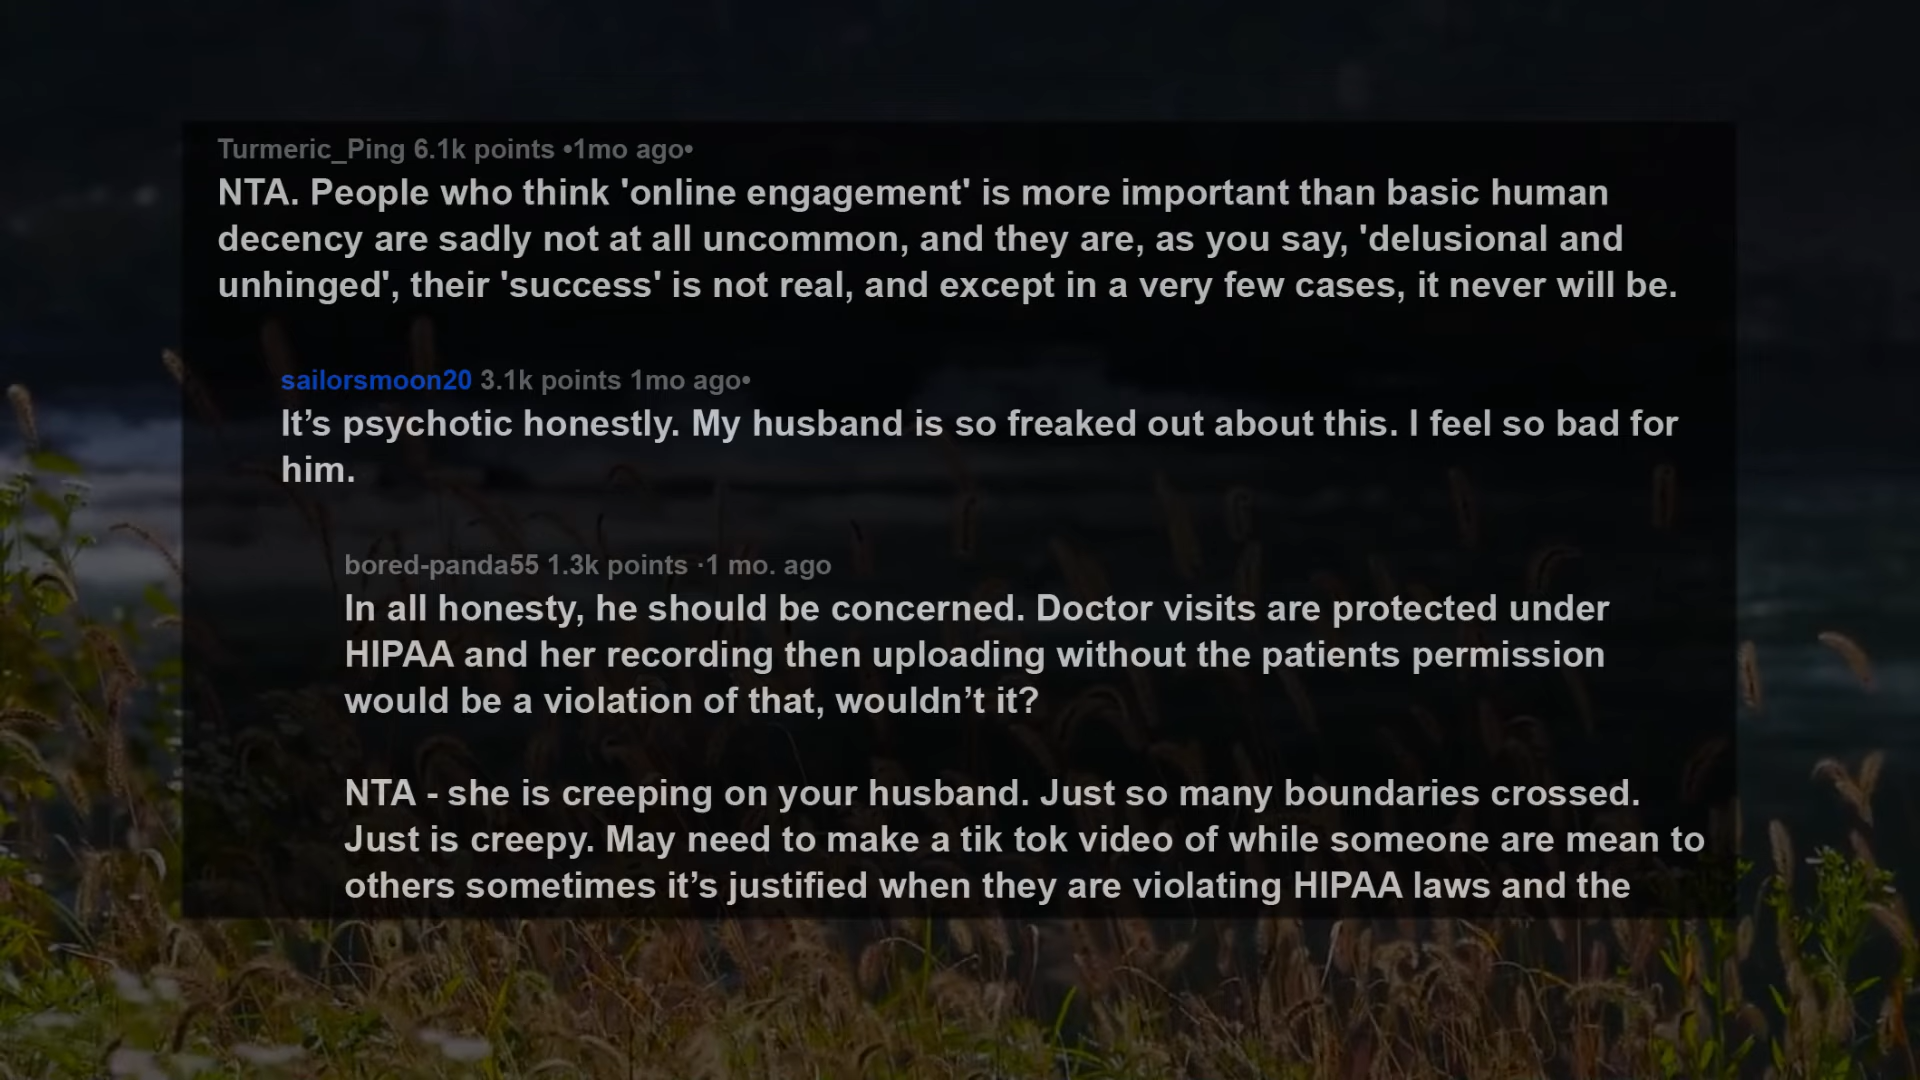 Turmeric_Ping 6.1k points •1mo ago•
NTA. People who think 'online engagement' is more important than basic human
decency are sadly not at all uncommon, and they are, as you say, 'delusional and
unhinged', their 'success' is not real, and except in a very few cases, it never will be.
sailorsmoon20 3.1k points 1mo ago•
It’s psychotic honestly. My husband is so freaked out about this. I feel so bad for
him.
bored-panda55 1.3k points ·1 mo. ago
In all honesty, he should be concerned. Doctor visits are protected under
HIPAA and her recording then uploading without the patients permission
would be a violation of that, wouldn’t it?
NTA - she is creeping on your husband. Just so many boundaries crossed.
Just is creepy. May need to make a tik tok video of while someone are mean to
others sometimes it’s justified when they are violating HIPAA laws and the